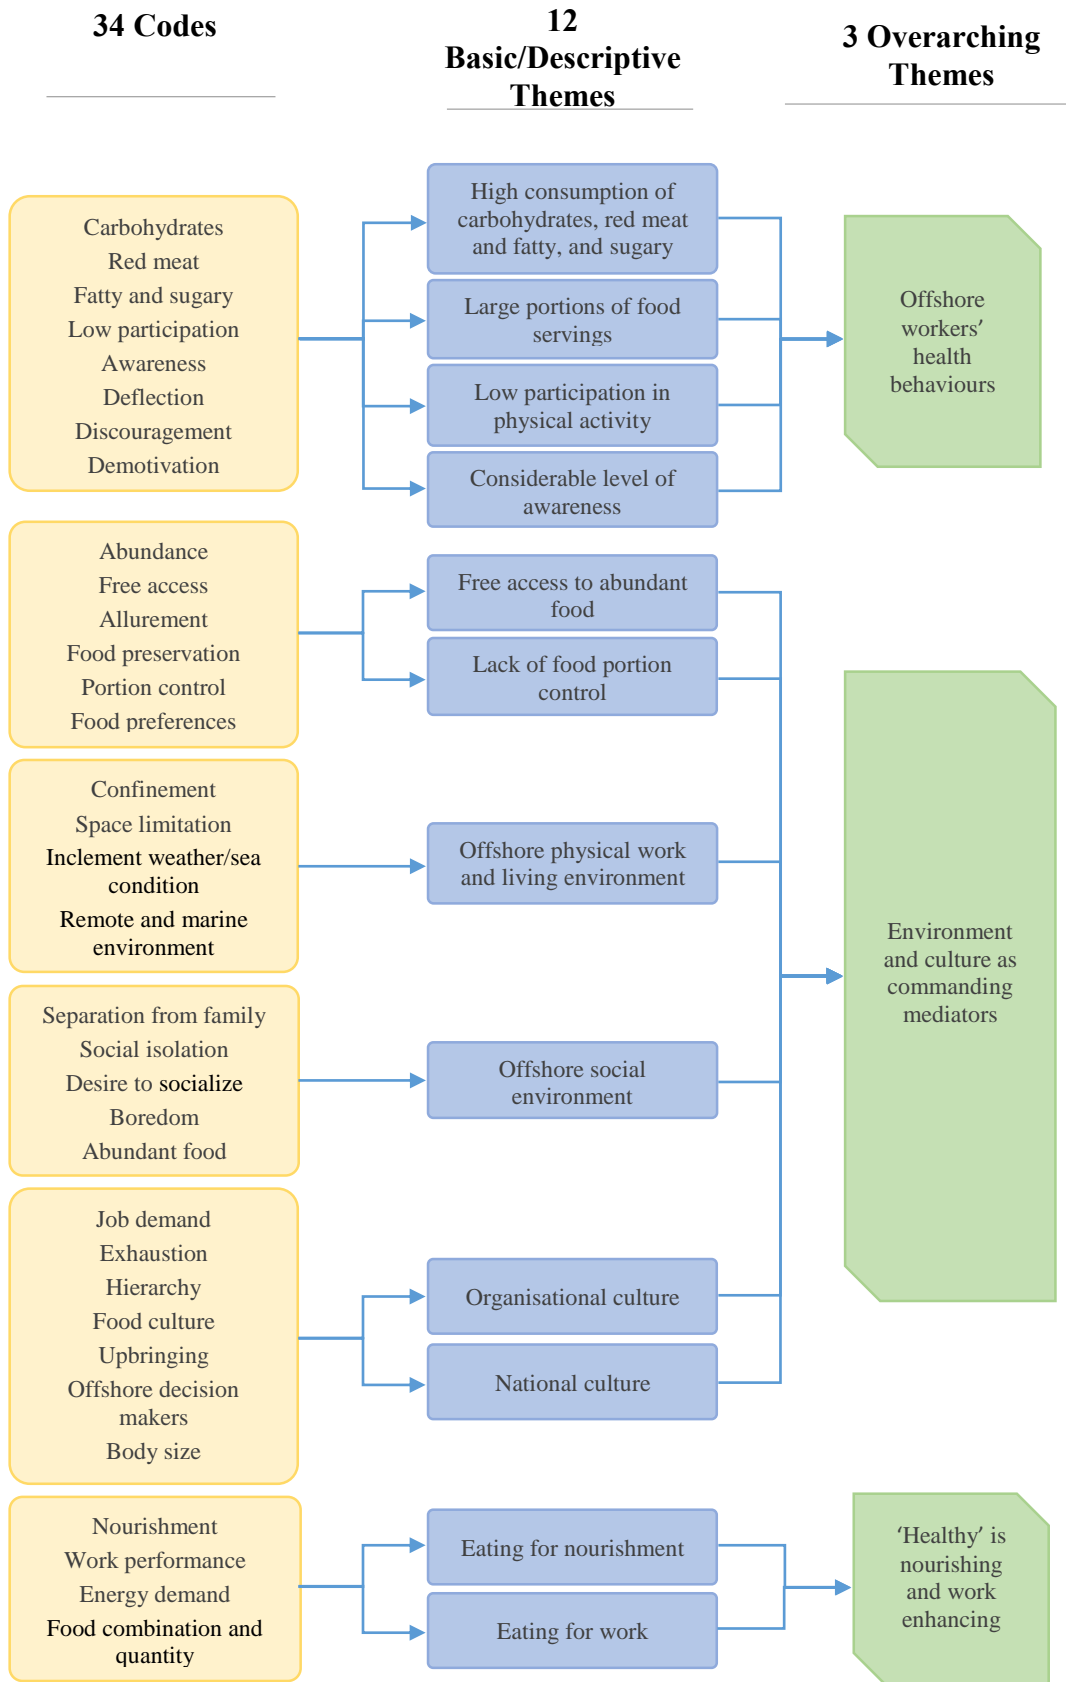 34 Codes
12
Basic/Descriptive
Themes
3 Overarching
Themes
Carbohydrates
Red meat
Fatty and sugary
Low participation
Awareness
Deflection
Discouragement
Demotivation
High consumption of
carbohydrates, red meat
and fatty, and sugary
Large portions of food
servings
Low participation in
physical activity
Considerable level of
awareness
Offshore
workers’
health
behaviours
Abundance
Free access
Allurement
Food preservation
Portion control
Food preferences
Free access to abundant
food
Lack of food portion
control
Confinement
Space limitation
Inclement weather/sea
condition
Remote and marine
environment
Offshore physical work
and living environment
Separation from family
Social isolation
Desire to socialize
Boredom
Abundant food
Offshore social
environment
Job demand
Exhaustion
Hierarchy
Food culture
Upbringing
Offshore decision
makers
Body size
Organisational culture
National culture
Environment
and culture as
commanding
mediators
Nourishment
Work performance
Energy demand
Food combination and
quantity
Eating for nourishment
Eating for work
‘Healthy’ is
nourishing
and work
enhancing